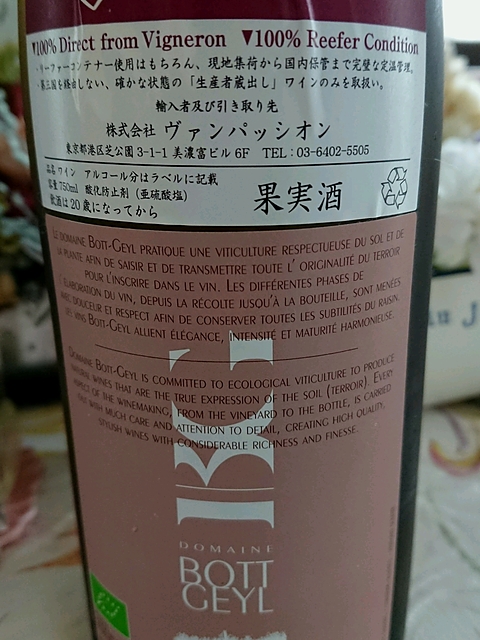 ▼100% Direct from Vigneron ▼100% Reefer Condition
・リーファーコンテナー使用はもちろん、現地集荷から国内保管まで完璧な定温管理。
・第三国を経由しない、確かな状態の「生産者蔵出し」ワインのみを取扱い。
輸入者及び引き取り先
株式会社 ヴァンパッシオン
東京都港区芝公園 3-1-1 美濃富ビル 6F TEL : 03-6402-5505
品名 ワイン アルコール分はラベルに記載
容量 750ml 酸化防止剤（亜硫酸塩）
飲酒は20歳になってから
果実酒
LE DOMAINE BOTT-GEYL PRATIQUE UNE VITICULTURE RESPECTUEUSE DU SOL ET DE
LA PLANTE AFIN DE SAISIR ET DE TRANSMETTRE TOUTE L' ORIGINALITÉ DU TERROIR
POUR L'INSCRIRE DANS LE VIN. LES DIFFÉRENTES PHASES DE
L'ÉLABORATION DU VIN, DEPUIS LA RÉCOLTE JUSQU'À LA BOUTEILLE, SONT MENÉES
AVEC DOUCEUR ET RESPECT AFIN DE CONSERVER TOUTES LES SUBTILITÉS DU RAISIN.
LES VINS BOTT-GEYL ALLIENT ÉLÉGANCE, INTENSITÉ ET MATURITÉ HARMONIEUSE.
DOMAINE BOTT-GEYL IS COMMITTED TO ECOLOGICAL VITICULTURE TO PRODUCE
NATURE WINES THAT ARE THE TRUE EXPRESSION OF THE SOIL (TERROIR). EVERY
ASPECT OF THE WINEMAKING, FROM THE VINEYARD TO THE BOTTLE, IS CARRIED
OUT WITH MUCH CARE AND ATTENTION TO DETAIL, CREATING HIGH QUALITY,
STYLISH WINES WITH CONSIDERABLE RICHNESS AND FINESSE.
DOMAINE
BOTT
GEYL